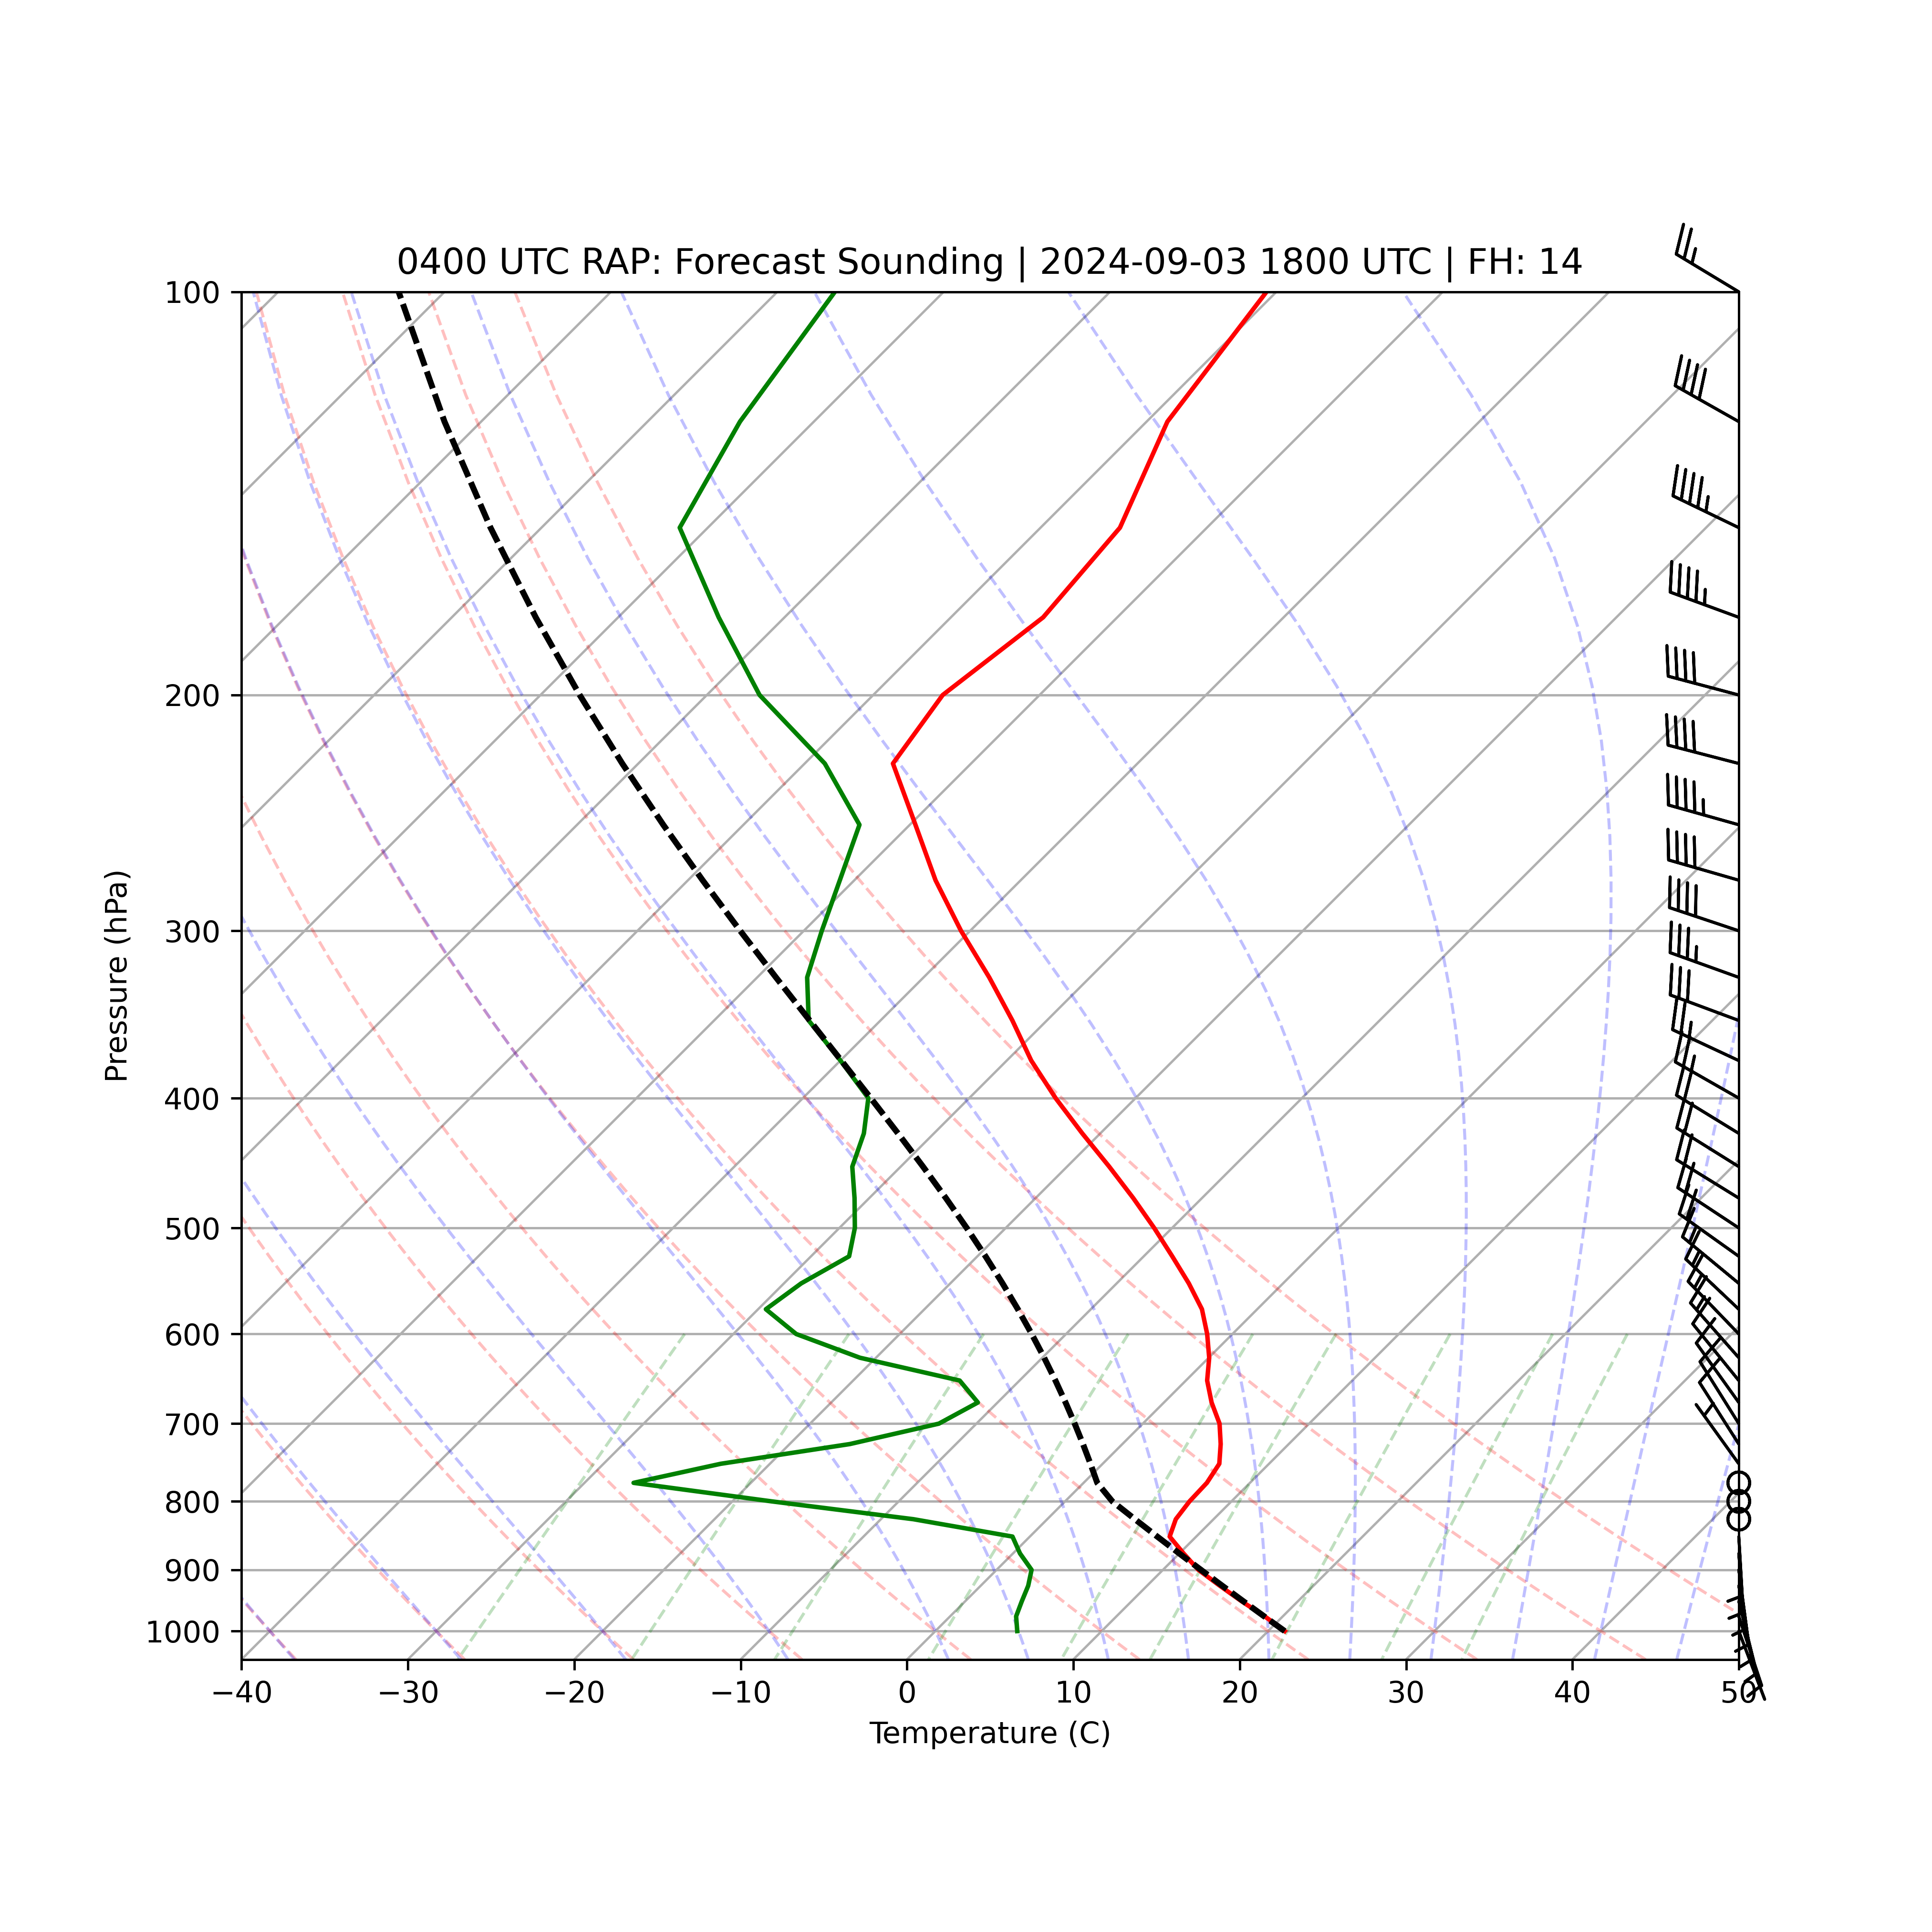 0400 UTC RAP: Forecast Sounding | 2024-09-03 1800 UTC | FH: 14
100
200
300
400
500
600
700
800
900
1000
Pressure (hPa)
−40 −30 −20 −10 0 10 20 30 40 50
Temperature (C)